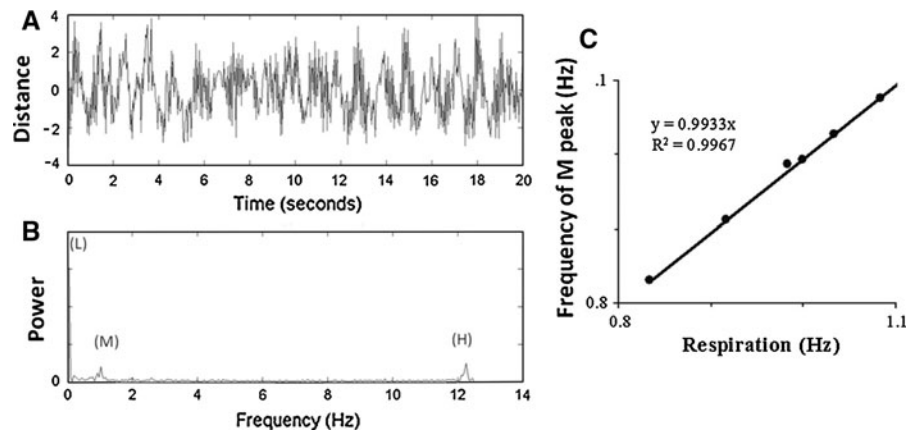 A
4
2
0
-2
-4
Distance
0 2 4 6 8 10 12 14 16 18 20
Time (seconds)
B
(L)
(M)
(H)
Power
0
0 2 4 6 8 10 12 14
Frequency (Hz)
C
.1
y = 0.9933x
R² = 0.9967
Frequency of M peak (Hz)
0.8
0.8 1.1
Respiration (Hz)